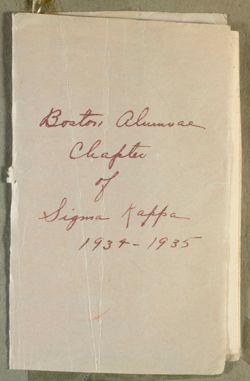 Boston Alumnae
Chapter
of
Sigma Kappa
1934-1935